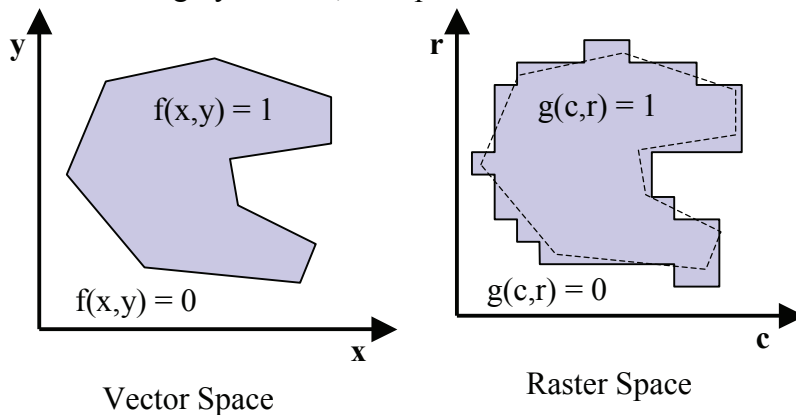 y
f(x,y) = 1
f(x,y) = 0
x
Vector Space
r
g(c,r) = 1
g(c,r) = 0
c
Raster Space